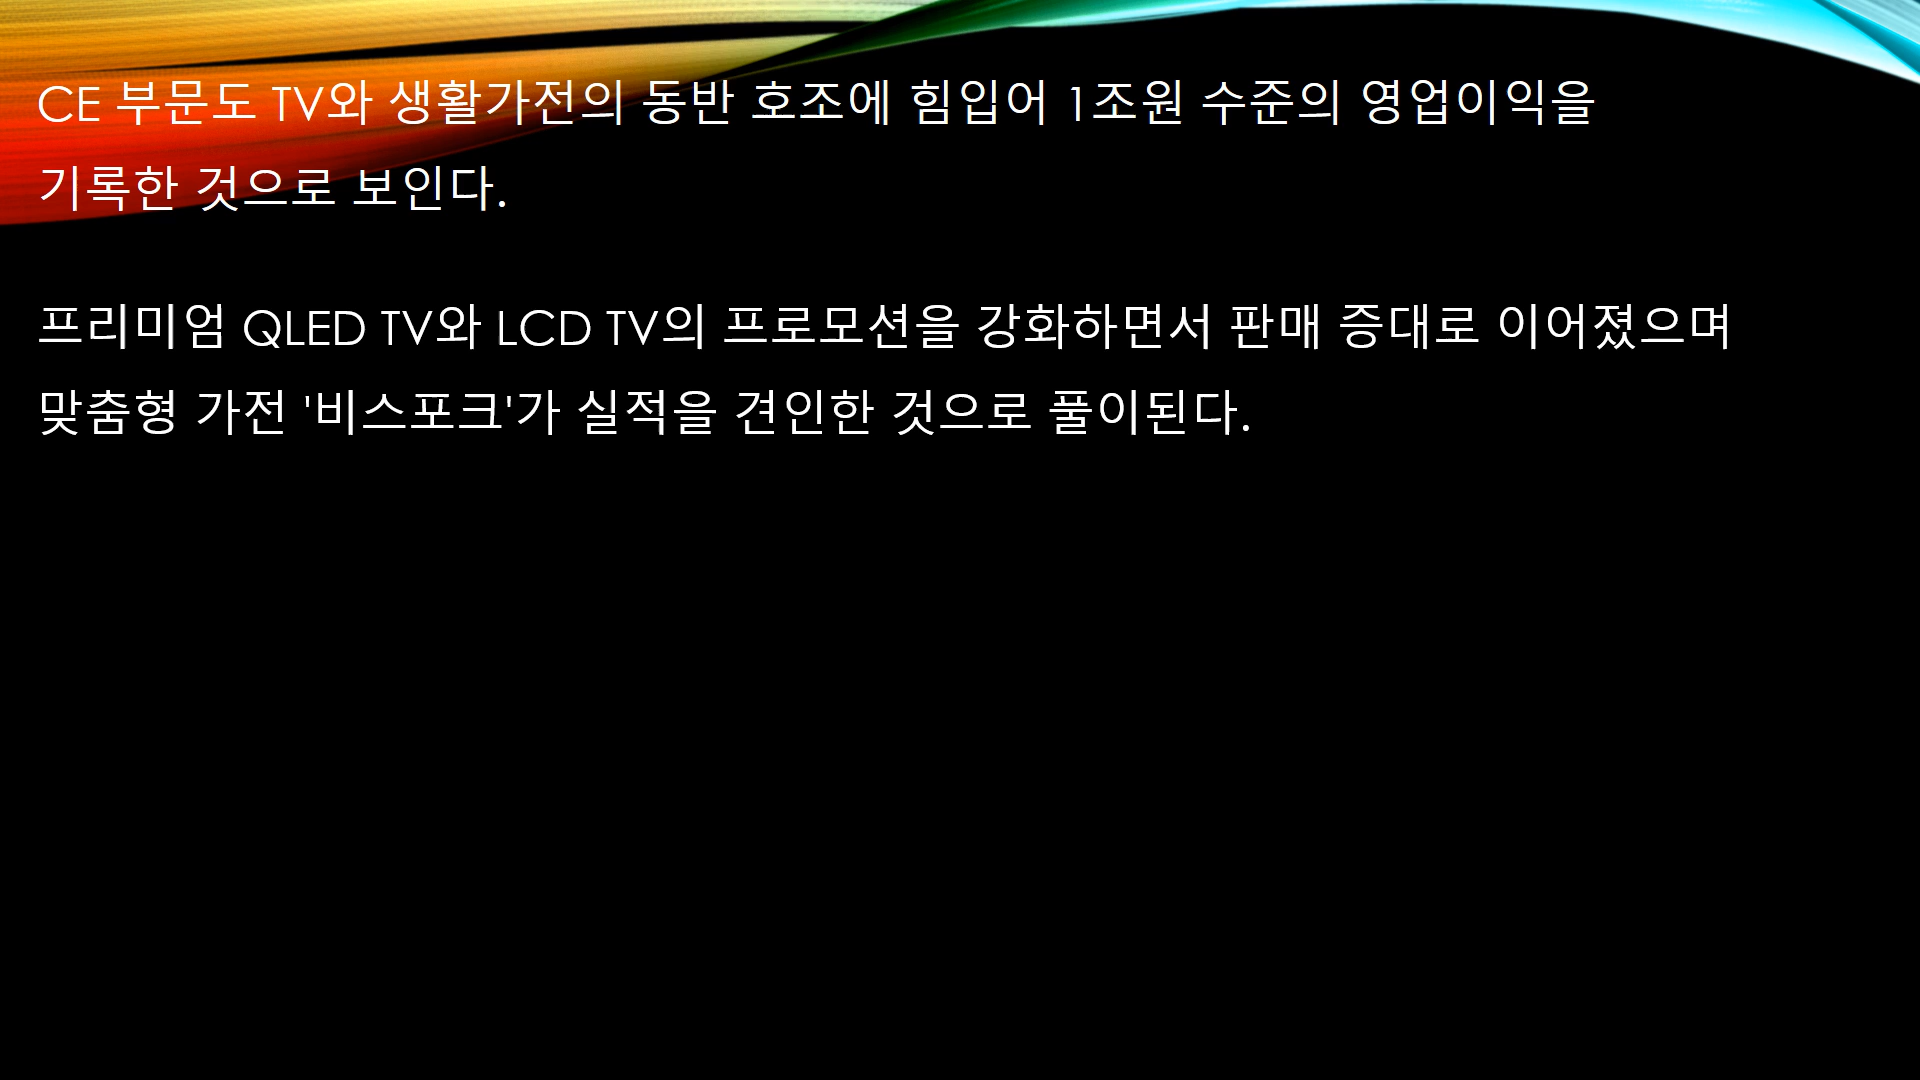 CE 부문도 TV와 생활가전의 동반 호조에 힘입어 1조원 수준의 영업이익을
기록한 것으로 보인다.
프리미엄 QLED TV와 LCD TV의 프로모션을 강화하면서 판매 증대로 이어졌으며
맞춤형 가전 '비스포크'가 실적을 견인한 것으로 풀이된다.